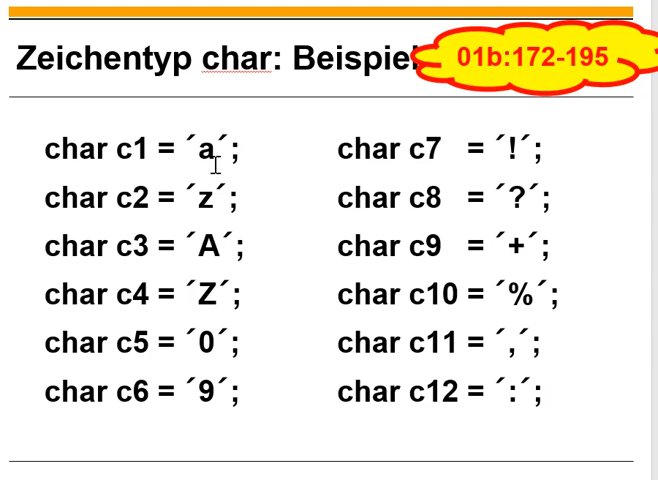 Zeichentyp char: Beispiel
01b:172-195
char c1 = ´a´;
char c2 = ´z´;
char c3 = ´A´;
char c4 = ´Z´;
char c5 = ´0´;
char c6 = ´9´;
char c7 = ´!´;
char c8 = ´?´;
char c9 = ´+´;
char c10 = ´%´;
char c11 = ´,´;
char c12 = ´:´;